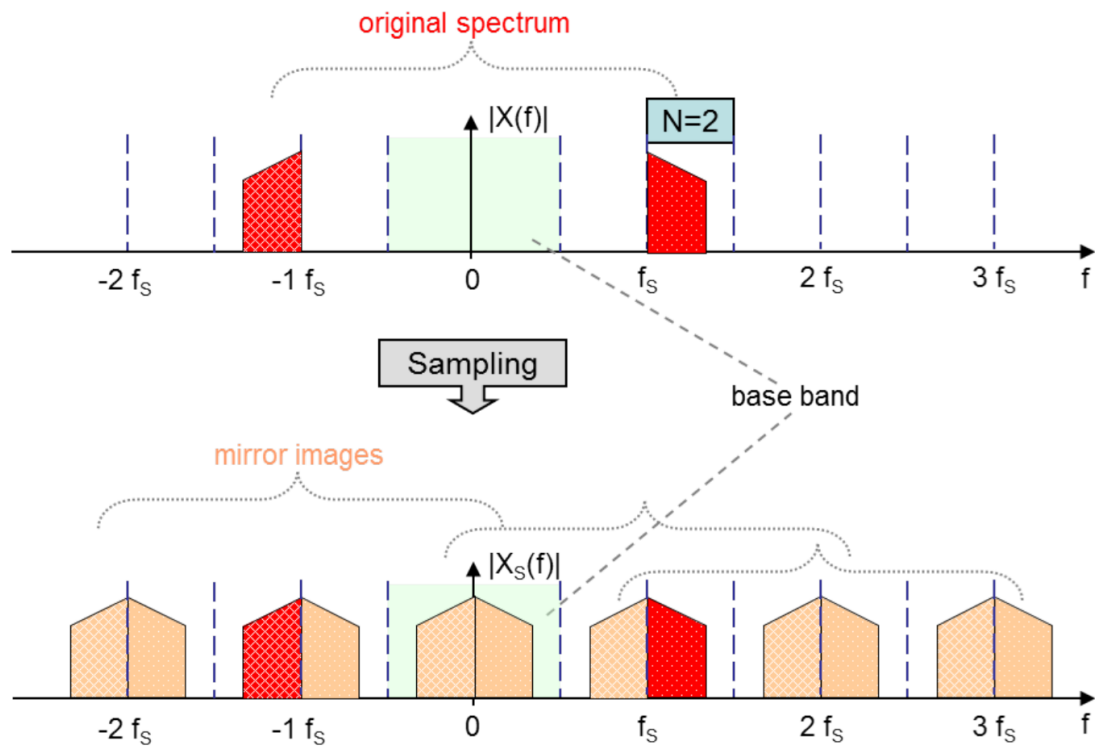 original spectrum
|X(f)|
N=2
-2 fS
-1 fS
0
fS
2 fS
3 fS
f
Sampling
base band
mirror images
|XS(f)|
-2 fS
-1 fS
0
fS
2 fS
3 fS
f